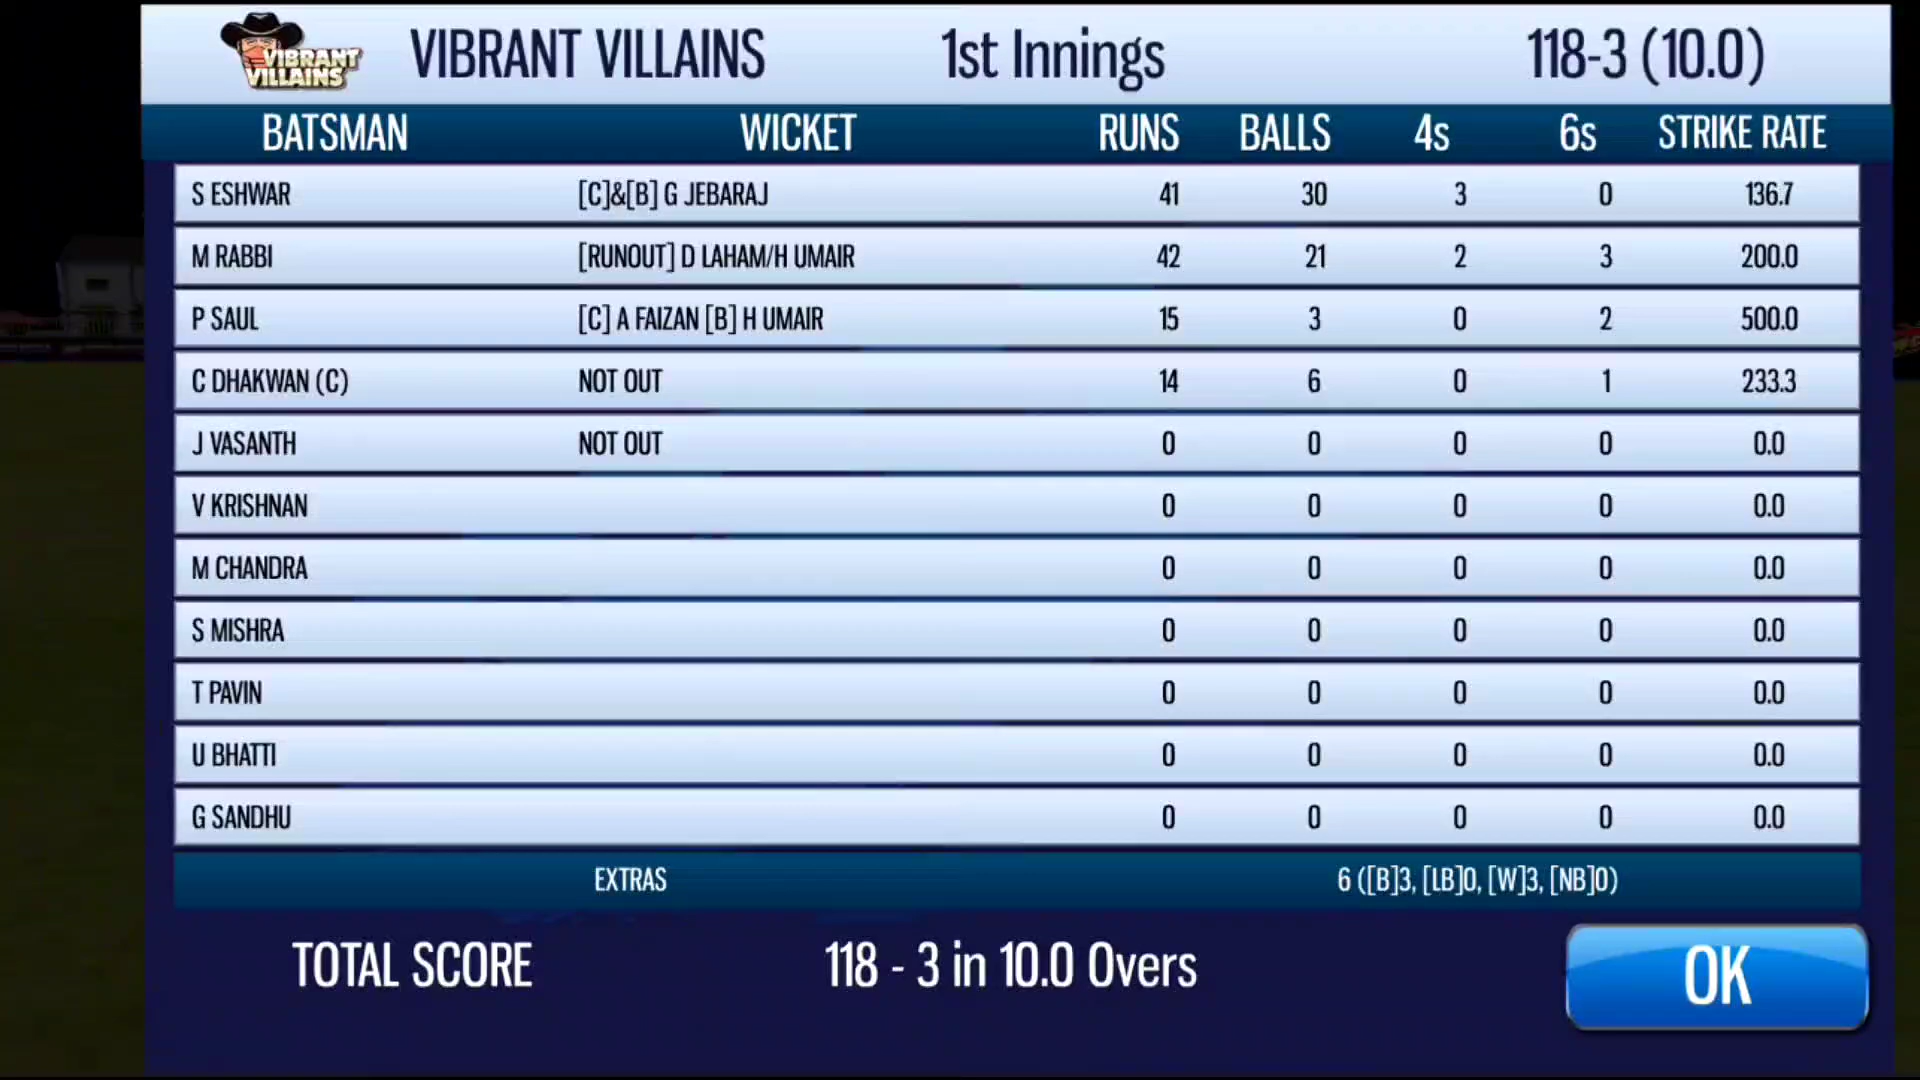 VIBRANT VILLAINS VIBRANT VILLAINS 1st Innings 118-3 (10.0)
BATSMAN WICKET RUNS BALLS 4s 6s STRIKE RATE
S ESHWAR [C]&[B] G JEBARAJ 41 30 3 0 136.7
M RABBI [RUNOUT] D LAHAM/H UMAIR 42 21 2 3 200.0
P SAUL [C] A FAIZAN [B] H UMAIR 15 3 0 2 500.0
C DHAKWAN (C) NOT OUT 14 6 0 1 233.3
J VASANTH NOT OUT 0 0 0 0 0.0
V KRISHNAN 0 0 0 0 0.0
M CHANDRA 0 0 0 0 0.0
S MISHRA 0 0 0 0 0.0
T PAVIN 0 0 0 0 0.0
U BHATTI 0 0 0 0 0.0
G SANDHU 0 0 0 0 0.0
EXTRAS 6 ([B]3, [LB]0, [W]3, [NB]0)
TOTAL SCORE 118 - 3 in 10.0 Overs OK